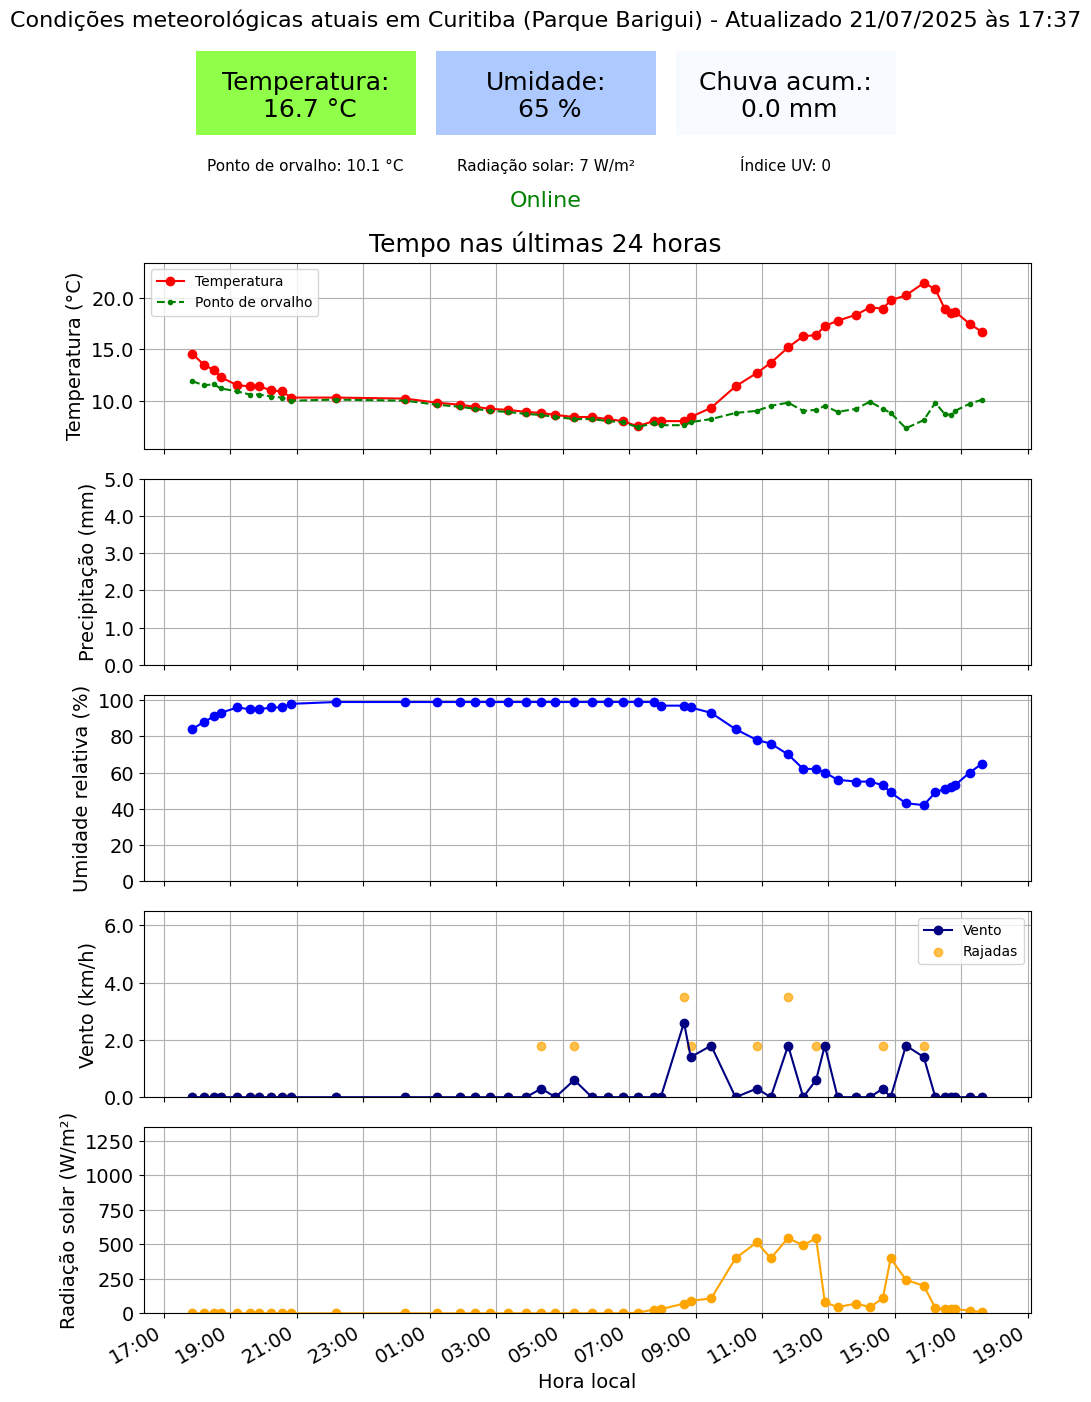 Condições meteorológicas atuais em Curitiba (Parque Barigui) - Atualizado 21/07/2025 às 17:37
Temperatura:
16.7 °C
Umidade:
65 %
Chuva acum.:
0.0 mm
Ponto de orvalho: 10.1 °C
Radiação solar: 7 W/m²
Índice UV: 0
Online
Tempo nas últimas 24 horas
Temperatura (°C)
20.0
15.0
10.0
Temperatura
Ponto de orvalho
Precipitação (mm)
5.0
4.0
3.0
2.0
1.0
0.0
Umidade relativa (%)
100
80
60
40
20
0
Vento (km/h)
6.0
4.0
2.0
0.0
Vento
Rajadas
Radiação solar (W/m²)
1250
1000
750
500
250
0
17:00 19:00 21:00 23:00 01:00 03:00 05:00 07:00 09:00 11:00 13:00 15:00 17:00 19:00
Hora local